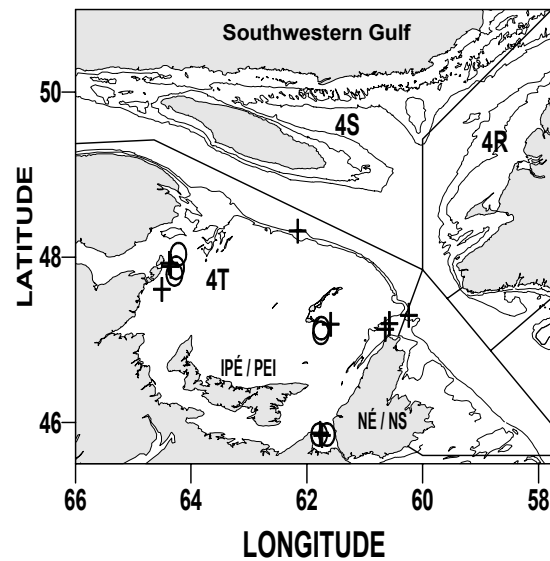 Southwestern Gulf
50
4S
4R
LATITUDE
48
4T
IPÉ / PEI
NÉ / NS
46
66 64 62 60 58
LONGITUDE